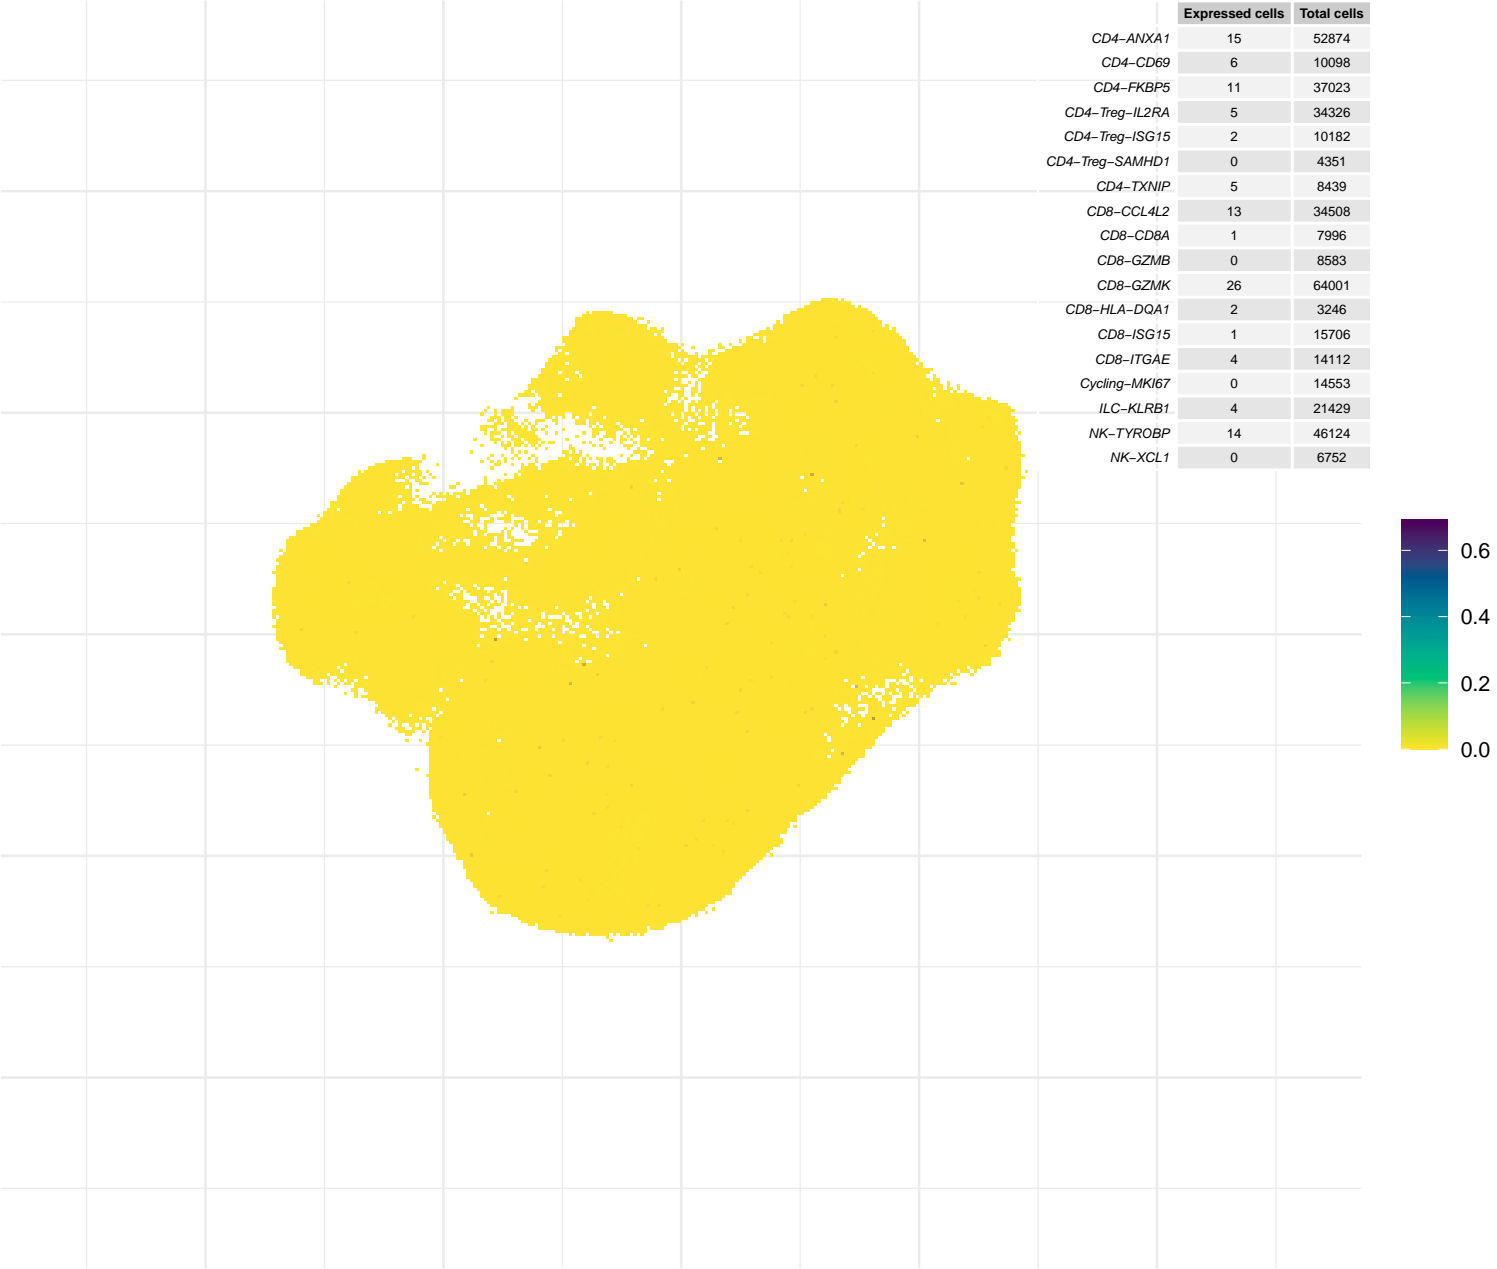 Expressed cells Total cells
CD4−ANXA1 15 52874
CD4−CD69 6 10098
CD4−FKBP5 11 37023
CD4−Treg−IL2RA 5 34326
CD4−Treg−ISG15 2 10182
CD4−Treg−SAMHD1 0 4351
CD4−TXNIP 5 8439
CD8−CCL4L2 13 34508
CD8−CD8A 1 7996
CD8−GZMB 0 8583
CD8−GZMK 26 64001
CD8−HLA−DQA1 2 3246
CD8−ISG15 1 15706
CD8−ITGAE 4 14112
Cycling−MKI67 0 14553
ILC−KLRB1 4 21429
NK−TYROBP 14 46124
NK−XCL1 0 6752
0.6
0.4
0.2
0.0